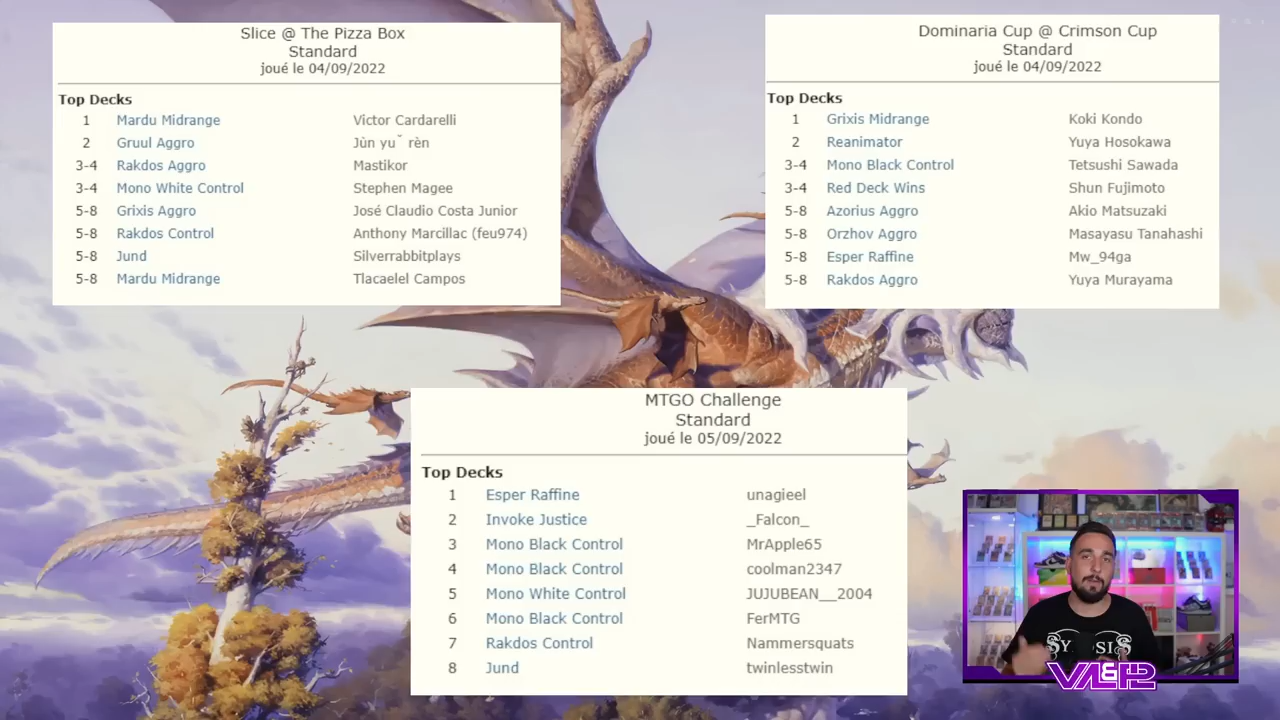 Slice @ The Pizza Box
Standard
joué le 04/09/2022
Top Decks
1 Mardu Midrange Victor Cardarelli
2 Gruul Aggro Jùn yuˇ rèn
3-4 Rakdos Aggro Mastikor
3-4 Mono White Control Stephen Magee
5-8 Grixis Aggro José Claudio Costa Junior
5-8 Rakdos Control Anthony Marcillac (feu974)
5-8 Jund Silverrabbitplays
5-8 Mardu Midrange Tlacaelel Campos
Dominaria Cup @ Crimson Cup
Standard
joué le 04/09/2022
Top Decks
1 Grixis Midrange Koki Kondo
2 Reanimator Yuya Hosokawa
3-4 Mono Black Control Tetsushi Sawada
3-4 Red Deck Wins Shun Fujimoto
5-8 Azorius Aggro Akio Matsuzaki
5-8 Orzhov Aggro Masayasu Tanahashi
5-8 Esper Raffine Mw_94ga
5-8 Rakdos Aggro Yuya Murayama
MTGO Challenge
Standard
joué le 05/09/2022
Top Decks
1 Esper Raffine unagieel
2 Invoke Justice _Falcon_
3 Mono Black Control MrApple65
4 Mono Black Control coolman2347
5 Mono White Control JUJUBEAN__2004
6 Mono Black Control FerMTG
7 Rakdos Control Nammersquats
8 Jund twinlesstwin